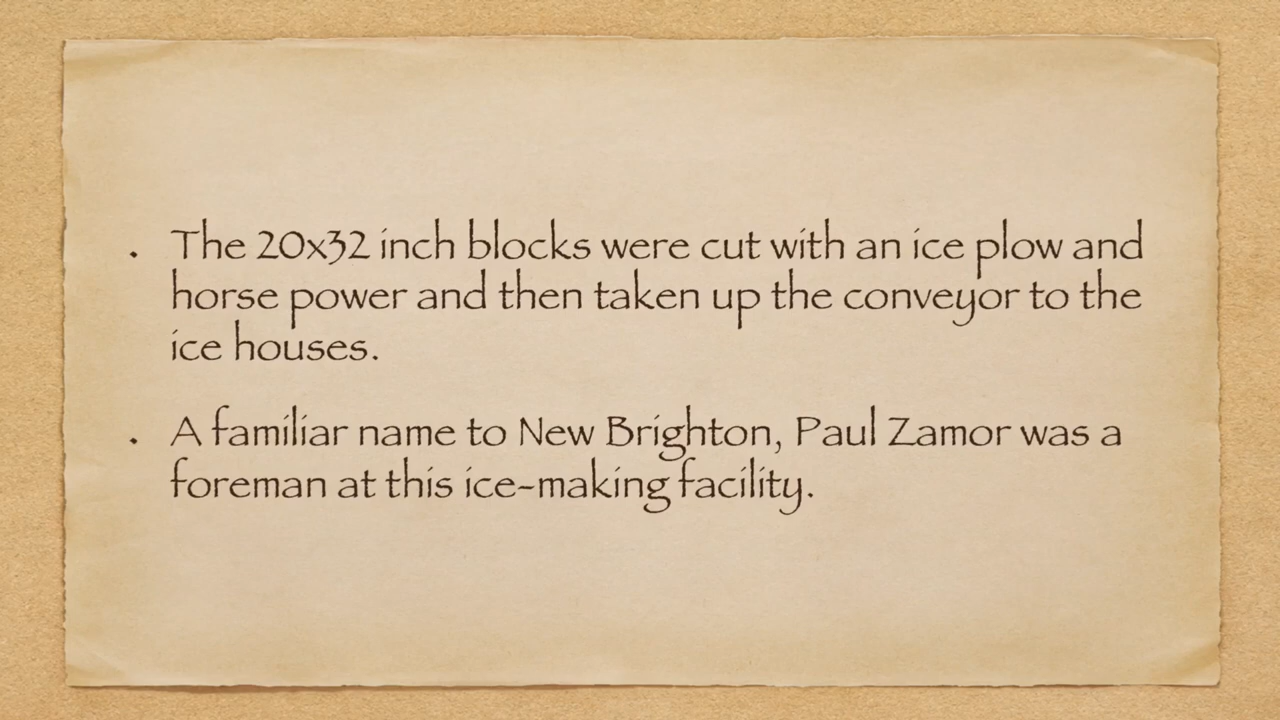 • The 20x32 inch blocks were cut with an ice plow and
horse power and then taken up the conveyor to the
ice houses.
• A familiar name to New Brighton, Paul Zamor was a
foreman at this ice-making facility.